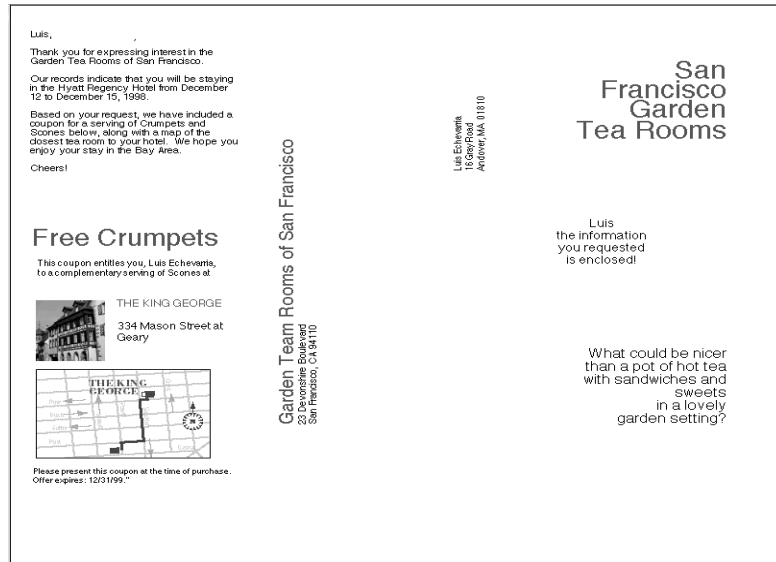 Luis,
Thank you for expressing interest in the
Garden Tea Rooms of San Francisco.
Our records indicate that you will be staying
in the Hyatt Regency Hotel from December
12 to December 15, 1998.
Based on your request, we have included a
coupon for a serving of Crumpets and
Scones below, along with a map of the
closest tea room to your hotel.  We hope you
enjoy your stay in the Bay Area.
Cheers!
Free Crumpets
This coupon entitles you, Luis Echevarria,
to a complementary serving of Scones at
THE KING GEORGE
334 Mason Street at
Geary
THE KING
GEORGE
Post
Please present this coupon at the time of purchase.
Offer expires: 12/31/99."
Garden Team Rooms of San Francisco
23 Devonshire Boulevard
San Francisco, CA 94110
Luis Echevarria
16 Gray Road
Andover, MA 01810
San
Francisco
Garden
Tea Rooms
Luis
the information
you requested
is enclosed!
What could be nicer
than a pot of hot tea
with sandwiches and
sweets
in a lovely
garden setting?